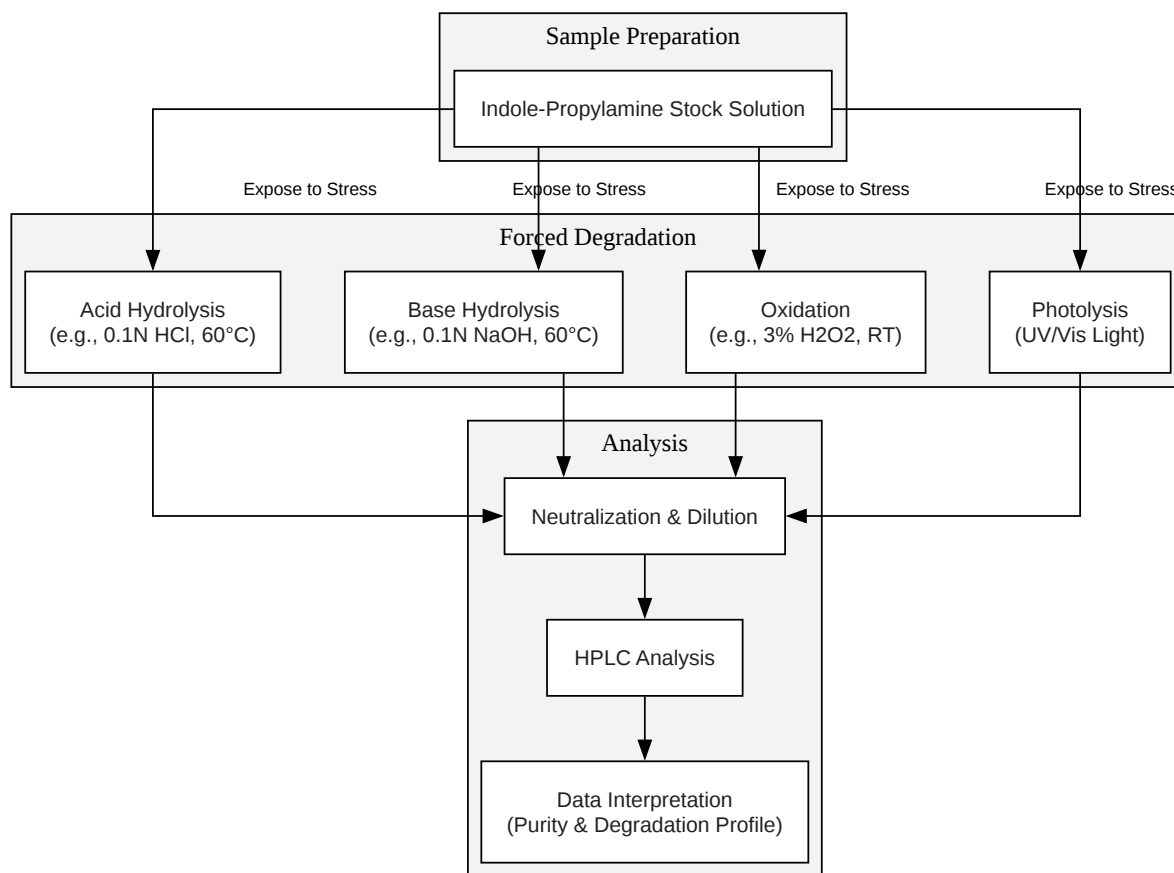 Sample Preparation
Indole-Propylamine Stock Solution
Expose to Stress
Expose to Stress
Expose to Stress
Expose to Stress
Forced Degradation
Acid Hydrolysis
(e.g., 0.1N HCl, 60°C)
Base Hydrolysis
(e.g., 0.1N NaOH, 60°C)
Oxidation
(e.g., 3% H2O2, RT)
Photolysis
(UV/Vis Light)
Analysis
Neutralization & Dilution
HPLC Analysis
Data Interpretation
(Purity & Degradation Profile)